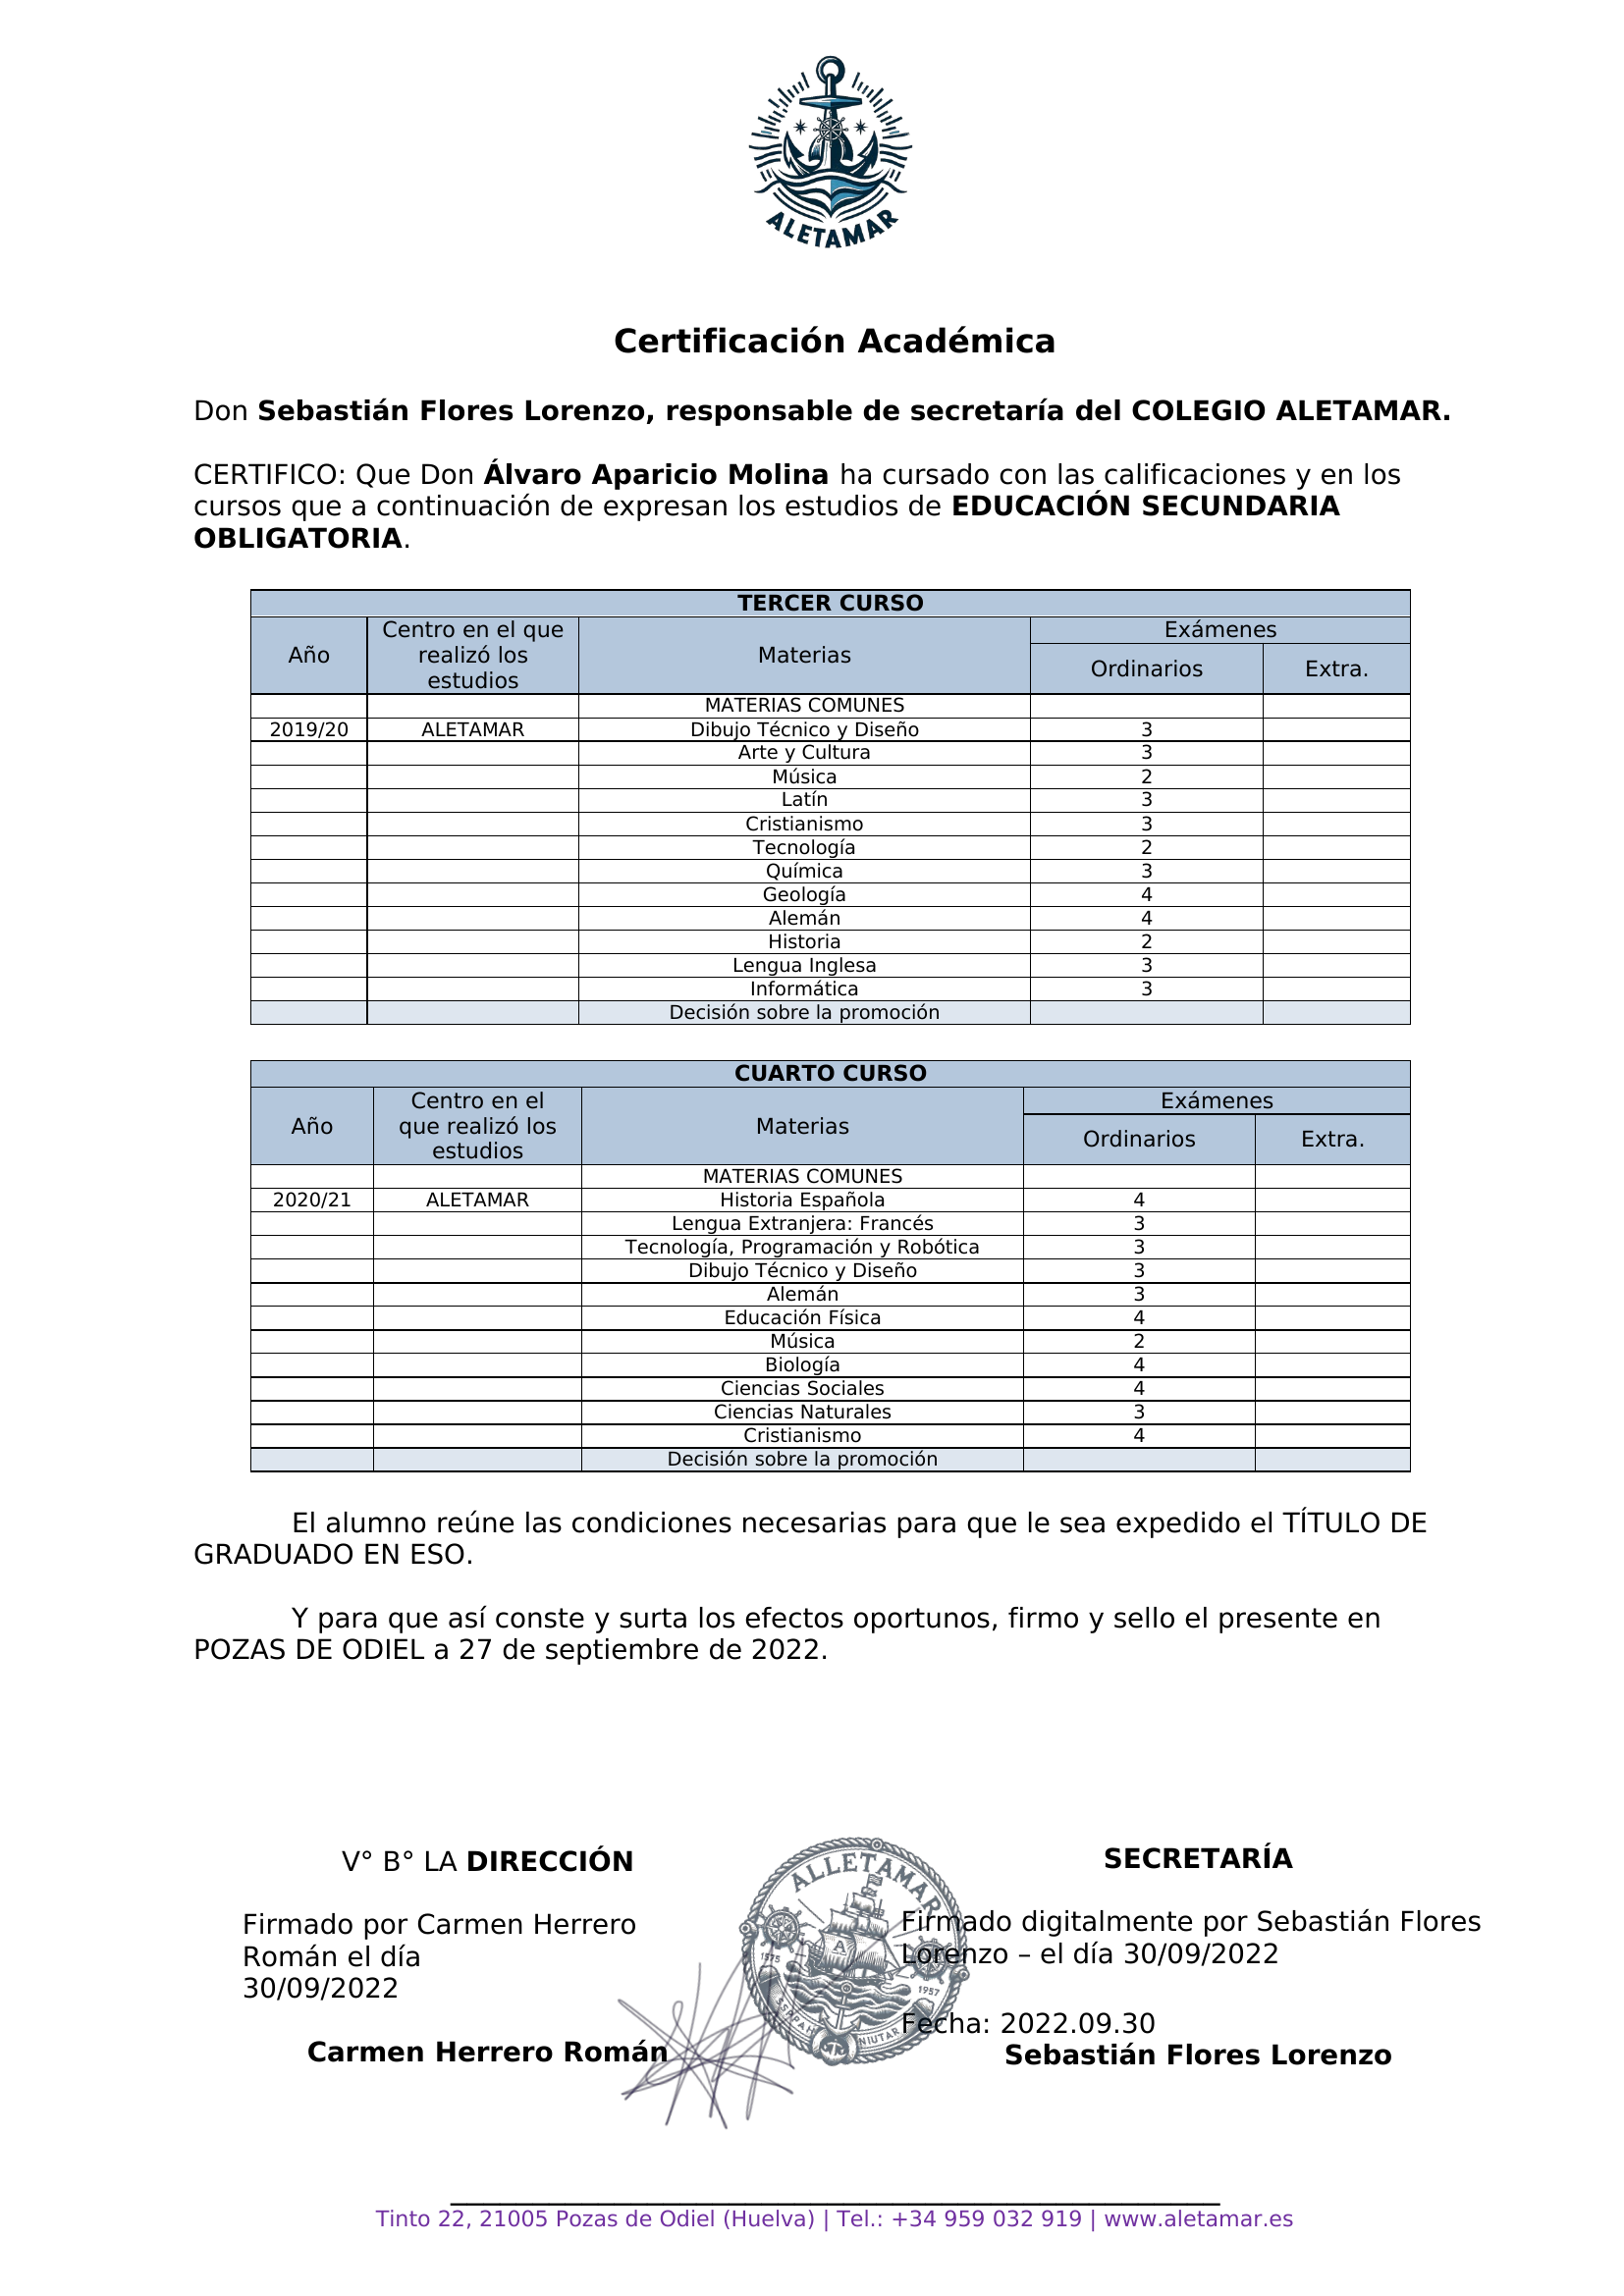 ALETAMAR
Certificación Académica
Don Sebastián Flores Lorenzo, responsable de secretaría del COLEGIO ALETAMAR.
CERTIFICO: Que Don Álvaro Aparicio Molina ha cursado con las calificaciones y en los
cursos que a continuación de expresan los estudios de EDUCACIÓN SECUNDARIA
OBLIGATORIA.
TERCER CURSO
Año Centro en el que realizó los estudios Materias Exámenes
Ordinarios Extra.
MATERIAS COMUNES
2019/20 ALETAMAR Dibujo Técnico y Diseño 3
Arte y Cultura 3
Música 2
Latín 3
Cristianismo 3
Tecnología 2
Química 3
Geología 4
Alemán 4
Historia 2
Lengua Inglesa 3
Informática 3
Decisión sobre la promoción
CUARTO CURSO
Año Centro en el que realizó los estudios Materias Exámenes
Ordinarios Extra.
MATERIAS COMUNES
2020/21 ALETAMAR Historia Española 4
Lengua Extranjera: Francés 3
Tecnología, Programación y Robótica 3
Dibujo Técnico y Diseño 3
Alemán 3
Educación Física 4
Música 2
Biología 4
Ciencias Sociales 4
Ciencias Naturales 3
Cristianismo 4
Decisión sobre la promoción
El alumno reúne las condiciones necesarias para que le sea expedido el TÍTULO DE
GRADUADO EN ESO.
Y para que así conste y surta los efectos oportunos, firmo y sello el presente en
POZAS DE ODIEL a 27 de septiembre de 2022.
V° B° LA DIRECCIÓN
Firmado por Carmen Herrero
Román el día
30/09/2022
Carmen Herrero Román
ALLETAMAR
A
1575
1957
SECRETARÍA
Firmado digitalmente por Sebastián Flores
Lorenzo – el día 30/09/2022
Fecha: 2022.09.30
Sebastián Flores Lorenzo
Tinto 22, 21005 Pozas de Odiel (Huelva) | Tel.: +34 959 032 919 | www.aletamar.es